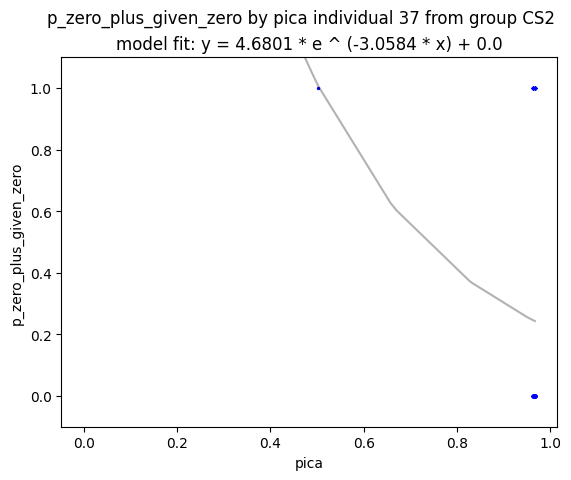 p_zero_plus_given_zero by pica individual 37 from group CS2
model fit: y = 4.6801 * e ^ (-3.0584 * x) + 0.0
1.0
0.8
0.6
0.4
0.2
0.0
p_zero_plus_given_zero
0.0 0.2 0.4 0.6 0.8 1.0
pica